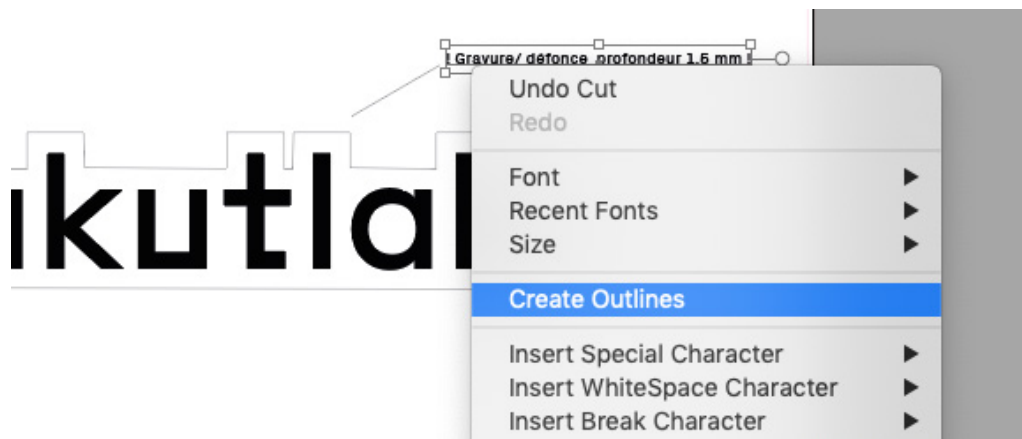 ! Gravure/ défonce profondeur 1.5 mm !
Undo Cut
Redo
Font
Recent Fonts
Size
kutla
Create Outlines
Insert Special Character
Insert WhiteSpace Character
Insert Break Character